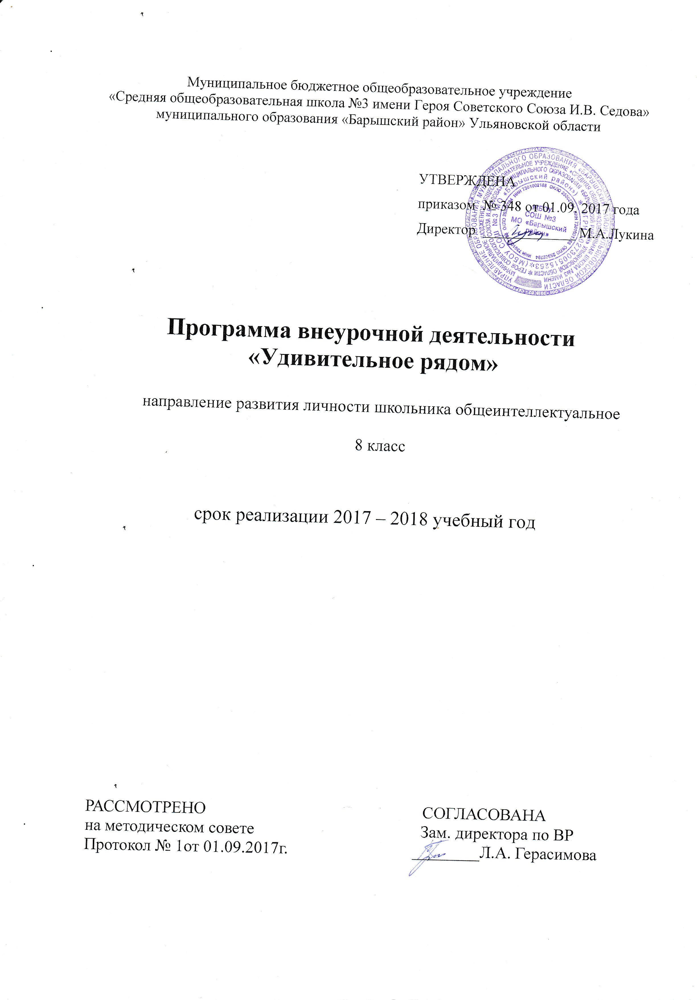 Муниципальное бюджетное общеобразовательное учреждение
«Средняя общеобразовательная школа №3 имени Героя Советского Союза И.В. Седова»
муниципального образования «Барышский район» Ульяновской области
УТВЕРЖДЕНА
приказом № 348 от 01.09. 2017 года
Директор М.А.Лукина
МБОУ
СОШ №3
МО «Барышский
район»
Программа внеурочной деятельности
«Удивительное рядом»
направление развития личности школьника общеинтеллектуальное
8 класс
срок реализации 2017 – 2018 учебный год
РАССМОТРЕНО
на методическом совете
Протокол № 1от 01.09.2017г.
СОГЛАСОВАНА
Зам. директора по ВР
Л.А. Герасимова